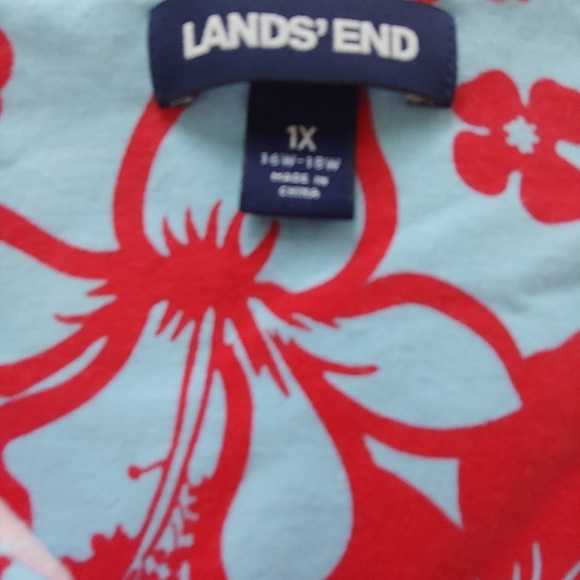 LANDS' END
1X
16W-18W
MADE IN
CHINA